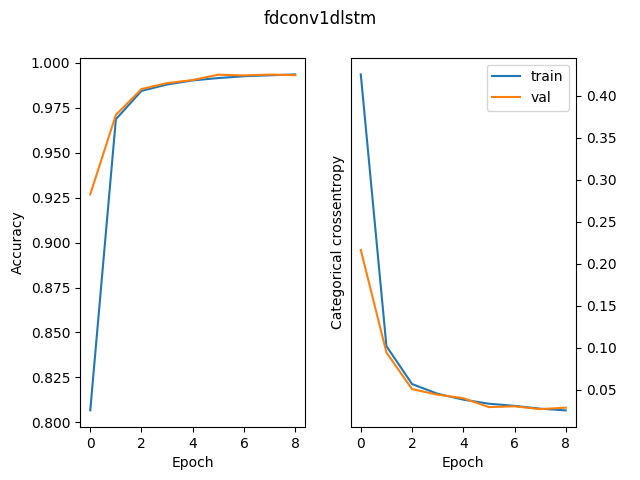 fdconv1dlstm
1.000
0.975
0.950
0.925
0.900
0.875
0.850
0.825
0.800
Accuracy
0 2 4 6 8
Epoch
train
val
0.40
0.35
0.30
0.25
0.20
0.15
0.10
0.05
Categorical crossentropy
0 2 4 6 8
Epoch